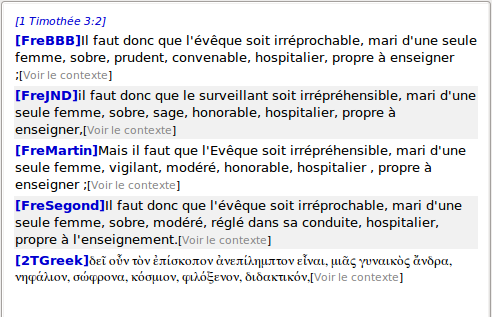 [1 Timothée 3:2]
[FreBBB]Il faut donc que l'évêque soit irréprochable, mari d'une seule
femme, sobre, prudent, convenable, hospitalier, propre à enseigner
;[Voir le contexte]
[FreJND]il faut donc que le surveillant soit irrépréhensible, mari d'une
seule femme, sobre, sage, honorable, hospitalier, propre à
enseigner,[Voir le contexte]
[FreMartin]Mais il faut que l'Evêque soit irrépréhensible, mari d'une
seule femme, vigilant, modéré, honorable, hospitalier , propre à
enseigner ;[Voir le contexte]
[FreSegond]Il faut donc que l'évêque soit irréprochable, mari d'une
seule femme, sobre, modéré, réglé dans sa conduite, hospitalier,
propre à l'enseignement.[Voir le contexte]
[2TGreek]δεῖ οὖν τὸν ἐπίσκοπον ἀνεπίλημπτον εἶναι, μιᾶς γυναικὸς ἄνδρα,
νηφάλιον, σώφρονα, κόσμιον, φιλόξενον, διδακτικόν,[Voir le contexte]